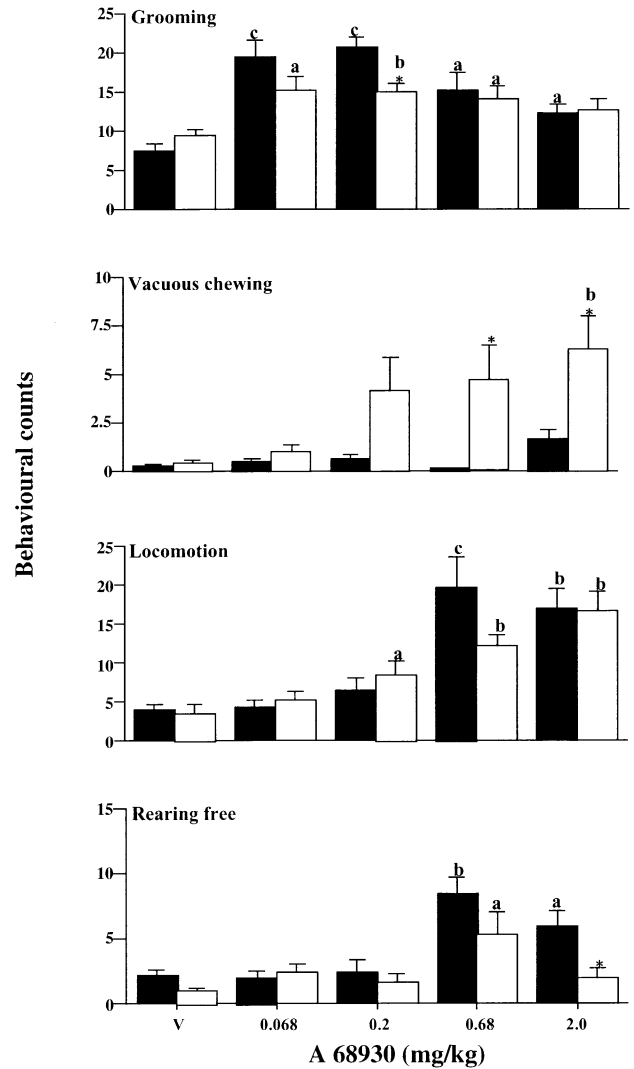 Grooming
25
20
15
10
5
0
c
a
c
b
*
a
a
a
Vacuous chewing
10
7.5
5
2.5
0
*
b
*
Behavioural counts
Locomotion
25
20
15
10
5
0
a
c
b
b
b
Rearing free
15
10
5
0
b
a
a
*
V 0.068 0.2 0.68 2.0
A 68930 (mg/kg)